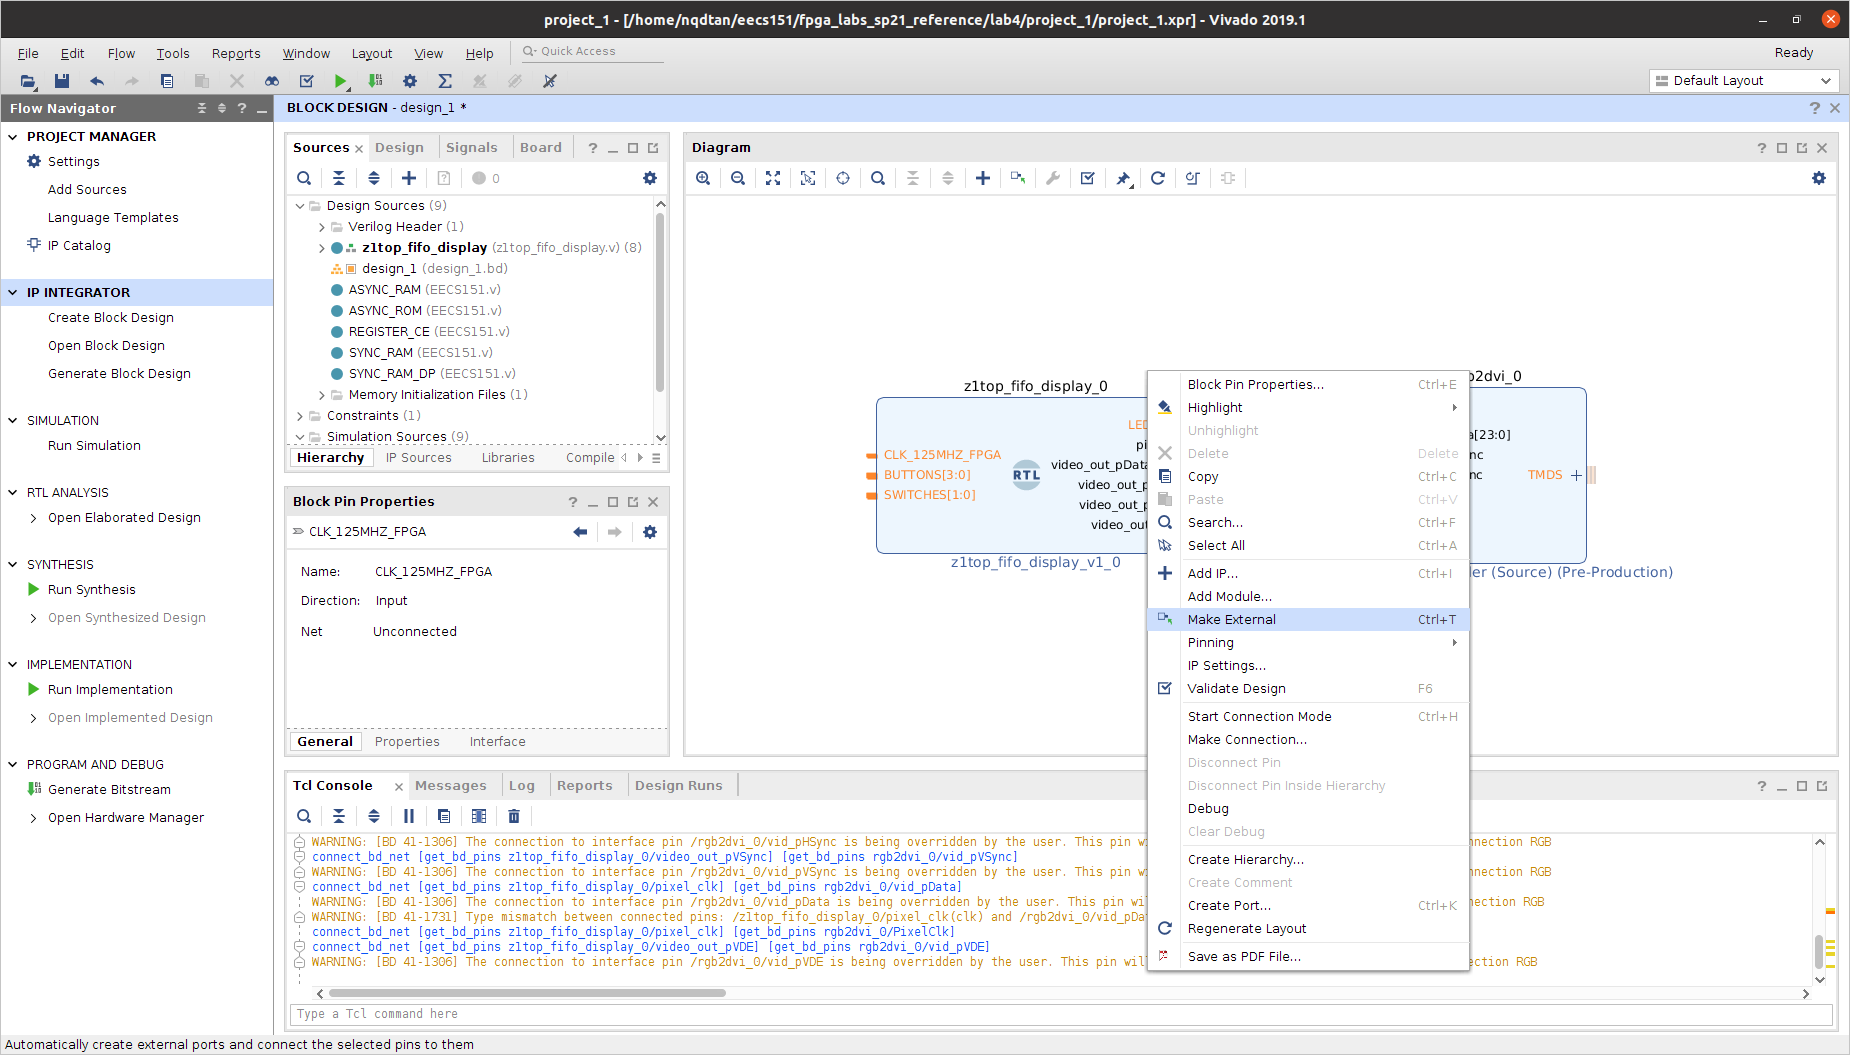 project_1 - [/home/nqdtan/eecs151/fpga_labs_sp21_reference/lab4/project_1/project_1.xpr] - Vivado 2019.1
File Edit Flow Tools Reports Window Layout View Help Quick Access Ready
Default Layout
Flow Navigator
PROJECT MANAGER
Settings
Add Sources
Language Templates
IP Catalog
IP INTEGRATOR
Create Block Design
Open Block Design
Generate Block Design
SIMULATION
Run Simulation
RTL ANALYSIS
Open Elaborated Design
SYNTHESIS
Run Synthesis
Open Synthesized Design
IMPLEMENTATION
Run Implementation
Open Implemented Design
PROGRAM AND DEBUG
Generate Bitstream
Open Hardware Manager
BLOCK DESIGN - design_1 *
Sources Design Signals Board
0
Design Sources (9)
Verilog Header (1)
z1top_fifo_display (z1top_fifo_display.v) (8)
design_1 (design_1.bd)
ASYNC_RAM (EECS151.v)
ASYNC_ROM (EECS151.v)
REGISTER_CE (EECS151.v)
SYNC_RAM (EECS151.v)
SYNC_RAM_DP (EECS151.v)
Memory Initialization Files (1)
Constraints (1)
Simulation Sources (9)
Hierarchy IP Sources Libraries Compile
Block Pin Properties
CLK_125MHZ_FPGA
Name: CLK_125MHZ_FPGA
Direction: Input
Net Unconnected
General Properties Interface
Diagram
z1top_fifo_display_0
CLK_125MHZ_FPGA
BUTTONS[3:0]
SWITCHES[1:0]
RTL
LED
pi
video_out_pData
video_out_p
video_out_p
video_out
z1top_fifo_display_v1_0
b2dvi_0
a[23:0]
nc
nc
TMDS
er (Source) (Pre-Production)
Block Pin Properties... Ctrl+E
Highlight
Unhighlight
Delete Delete
Copy Ctrl+C
Paste Ctrl+V
Search... Ctrl+F
Select All Ctrl+A
Add IP... Ctrl+I
Add Module...
Make External Ctrl+T
Pinning
IP Settings...
Validate Design F6
Start Connection Mode Ctrl+H
Make Connection...
Disconnect Pin
Disconnect Pin Inside Hierarchy
Debug
Clear Debug
Create Hierarchy...
Create Comment
Create Port... Ctrl+K
Regenerate Layout
Save as PDF File...
Tcl Console Messages Log Reports Design Runs
WARNING: [BD 41-1306] The connection to interface pin /rgb2dvi_0/vid_pHSync is being overridden by the user. This pin wi nnection RGB
connect_bd_net [get_bd_pins z1top_fifo_display_0/video_out_pVSync] [get_bd_pins rgb2dvi_0/vid_pVSync]
WARNING: [BD 41-1306] The connection to interface pin /rgb2dvi_0/vid_pVSync is being overridden by the user. This pin wi nnection RGB
connect_bd_net [get_bd_pins z1top_fifo_display_0/pixel_clk] [get_bd_pins rgb2dvi_0/vid_pData]
WARNING: [BD 41-1306] The connection to interface pin /rgb2dvi_0/vid_pData is being overridden by the user. This pin wil nection RGB
WARNING: [BD 41-1731] Type mismatch between connected pins: /z1top_fifo_display_0/pixel_clk(clk) and /rgb2dvi_0/vid_pDa
connect_bd_net [get_bd_pins z1top_fifo_display_0/pixel_clk] [get_bd_pins rgb2dvi_0/PixelClk]
connect_bd_net [get_bd_pins z1top_fifo_display_0/video_out_pVDE] [get_bd_pins rgb2dvi_0/vid_pVDE]
WARNING: [BD 41-1306] The connection to interface pin /rgb2dvi_0/vid_pVDE is being overridden by the user. This pin will ction RGB
Type a Tcl command here
Automatically create external ports and connect the selected pins to them